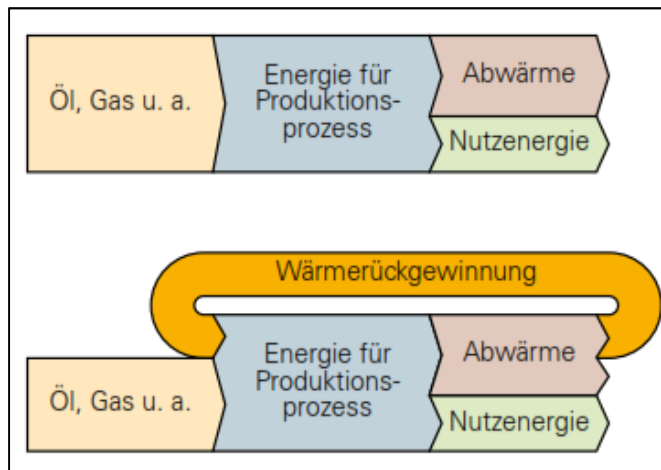 Öl, Gas u. a.
Energie für
Produktions-
prozess
Abwärme
Nutzenergie
Wärmerückgewinnung
Öl, Gas u. a.
Energie für
Produktions-
prozess
Abwärme
Nutzenergie